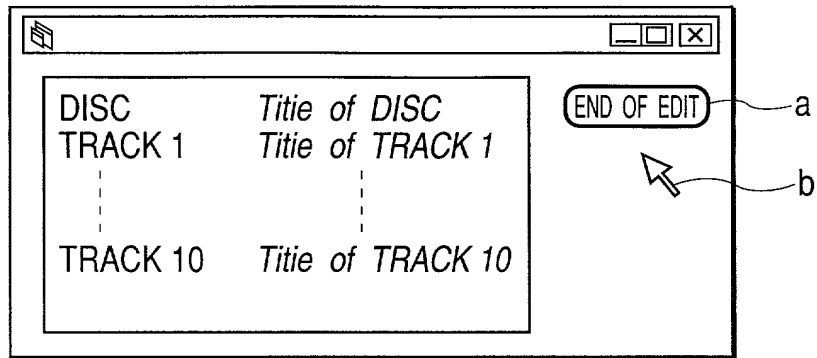 DISC Titie of DISC
TRACK 1 Titie of TRACK 1
TRACK 10 Titie of TRACK 10
END OF EDIT
a
b